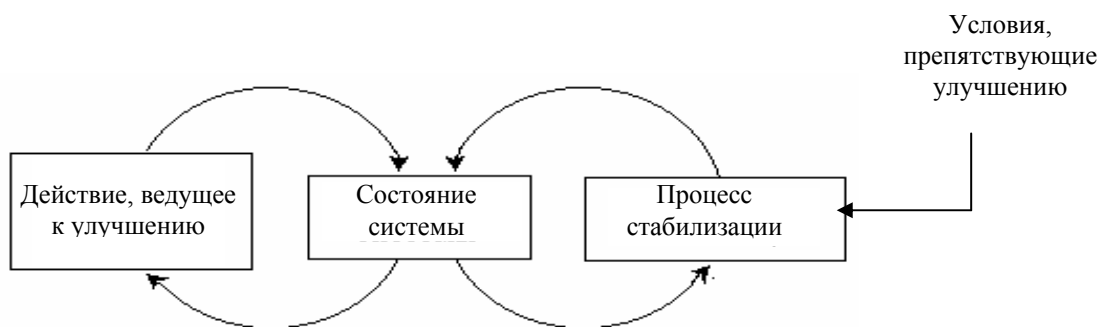 Условия,
препятствующие
улучшению
Действие, ведущее
к улучшению
Состояние
системы
Процесс
стабилизации